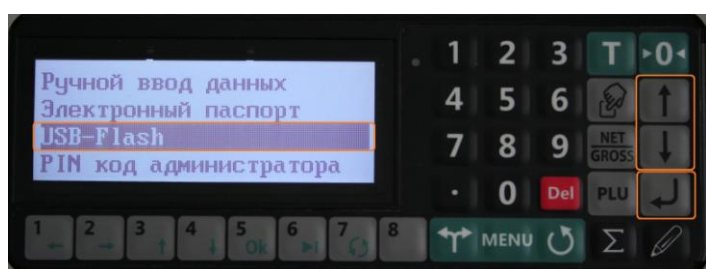 Ручной ввод данных
Электронный паспорт
USB-Flash
PIN код администратора
1 2 3 T 0
4 5 6
7 8 9 NET GROSS
. 0 Del PLU
1 2 3 4 5 Ok 6 7 8 MENU Σ